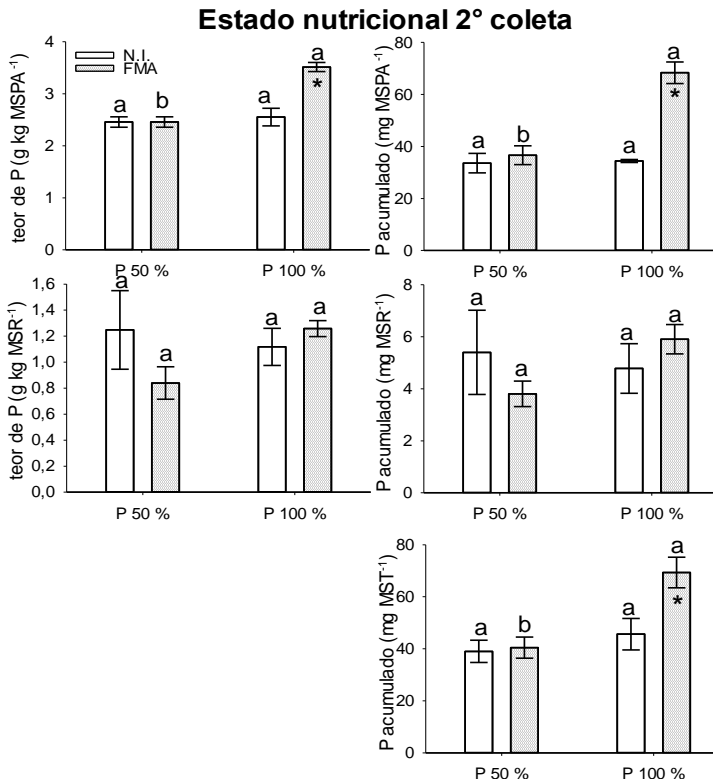 Estado nutricional 2° coleta
teor de P (g kg MSPA⁻¹)
4
3
2
1
0
N.I.
FMA
a b a a
*
P 50 % P 100 %
P acumulado (mg MSPA⁻¹)
80
60
40
20
0
a b a a
*
P 50 % P 100 %
teor de P (g kg MSR⁻¹)
1,6
1,4
1,2
1,0
0,8
0,6
0,4
0,2
0,0
a a a a
P 50 % P 100 %
P acumulado (mg MSR⁻¹)
8
6
4
2
0
a a a a
P 50 % P 100 %
P acumulado (mg MST⁻¹)
80
60
40
20
0
a b a a
*
P 50 % P 100 %